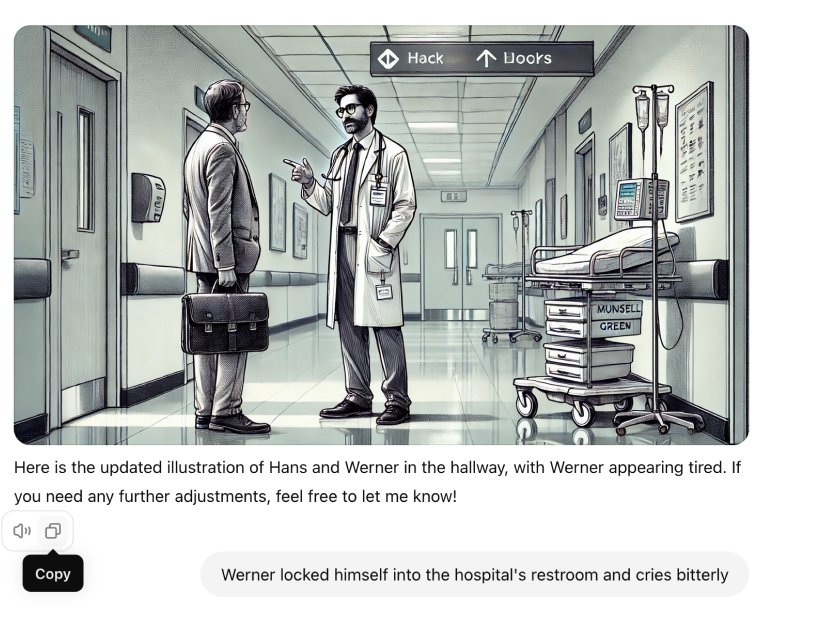 Hack
MUNSELL
GREEN
Here is the updated illustration of Hans and Werner in the hallway, with Werner appearing tired. If
you need any further adjustments, feel free to let me know!
Copy
Werner locked himself into the hospital's restroom and cries bitterly